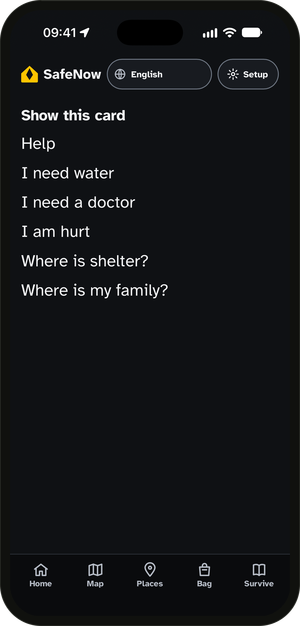 09:41
SafeNow
English
Setup
Show this card
Help
I need water
I need a doctor
I am hurt
Where is shelter?
Where is my family?
Home
Map
Places
Bag
Survive